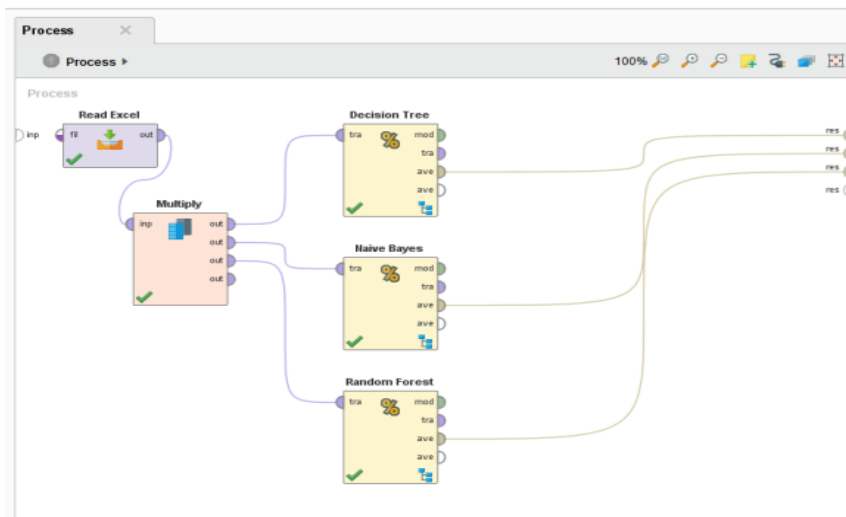 Process
Process
100%
Process
Read Excel
inp
fil
out
Multiply
inp
out
out
out
out
Decision Tree
tra
mod
tra
ave
ave
Naive Bayes
tra
mod
tra
ave
ave
Random Forest
tra
mod
tra
ave
ave
res
res
res
res